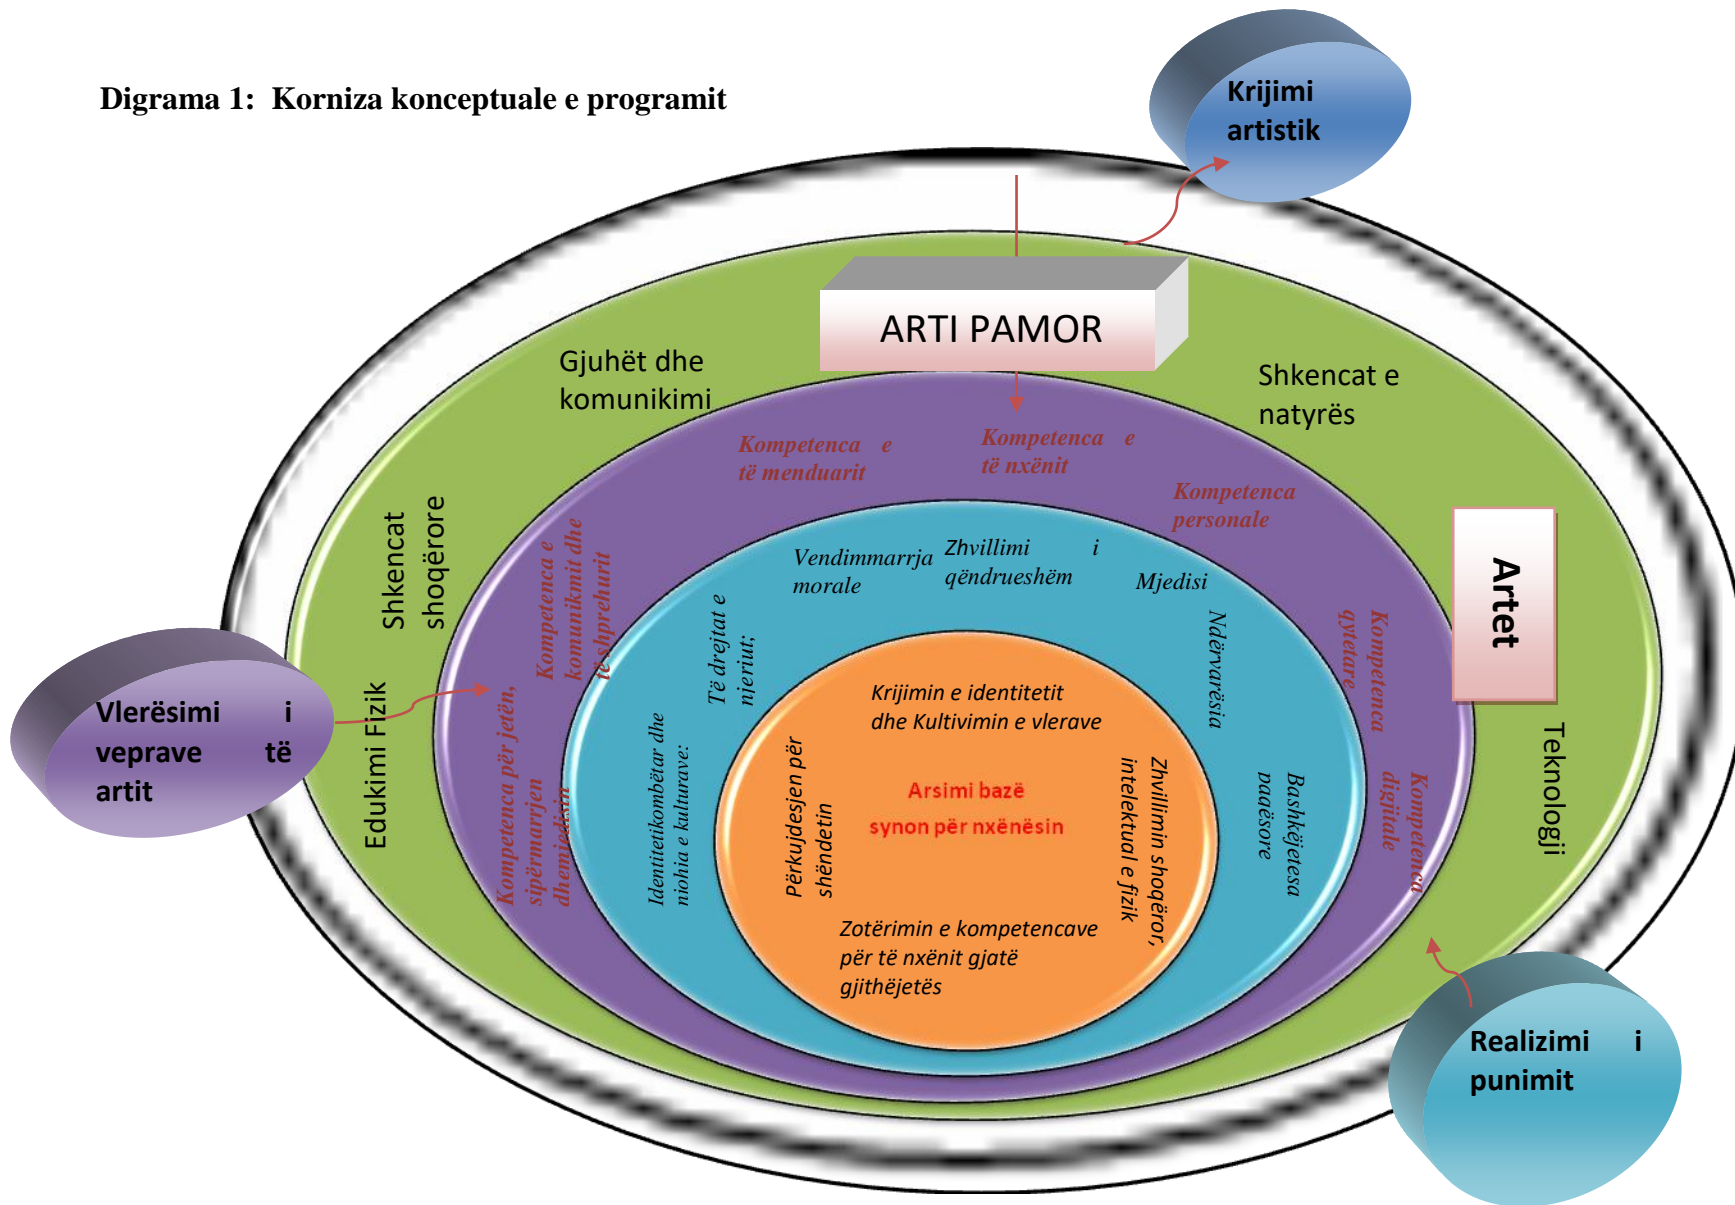 Digrama 1: Korniza konceptuale e programit
Krijimi
artistik
ARTI PAMOR
Gjuhët dhe
komunikimi
Shkencat e
natyrës
Shkencat
shoqërore
Edukimi Fizik
Artet
Teknologji
Kompetenca e
të menduarit
Kompetenca e
të nxënit
Kompetenca
personale
Kompetenca e
komunikmit dhe
të shprehurit
Kompetenca për jetën,
sipërmarrjen
dhemjedisin
Kompetenca
qytetare
Kompetenca
digjitale
Vendimmarrja
morale
Zhvillimi i
qëndrueshëm
Mjedisi
Ndërvarësia
Bashkëjetesa
paqësore
Të drejtat e
njeriut;
Identitetikombëtar dhe
njohja e kulturave:
Krijimin e identitetit
dhe Kultivimin e vlerave
Përkujdesjen për
shëndetin
Arsimi bazë
synon për nxënësin
Zhvillimin shoqëror,
intelektual e fizik
Zotërimin e kompetencave
për të nxënit gjatë
gjithëjetës
Vlerësimi i
veprave të
artit
Realizimi i
punimit